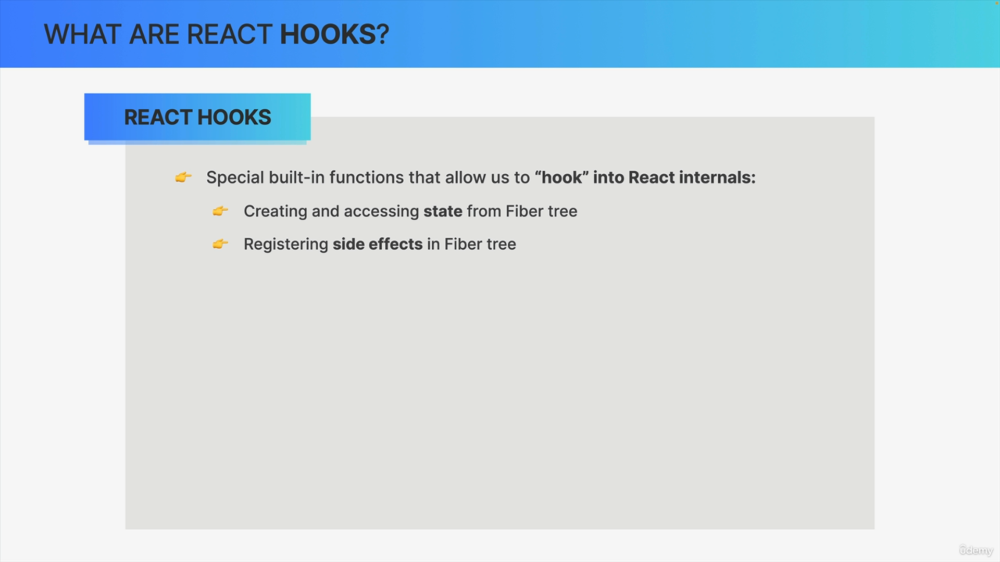 WHAT ARE REACT HOOKS?
REACT HOOKS
👉 Special built-in functions that allow us to “hook” into React internals:
👉 Creating and accessing state from Fiber tree
👉 Registering side effects in Fiber tree
ûdemy